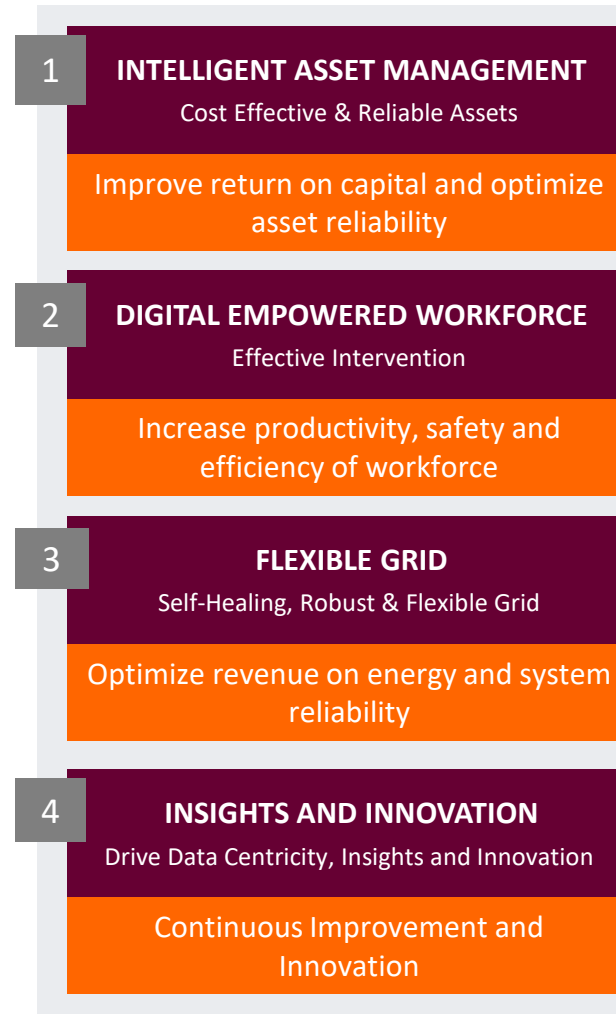 1
INTELLIGENT ASSET MANAGEMENT
Cost Effective & Reliable Assets
Improve return on capital and optimize
asset reliability
2
DIGITAL EMPOWERED WORKFORCE
Effective Intervention
Increase productivity, safety and
efficiency of workforce
3
FLEXIBLE GRID
Self-Healing, Robust & Flexible Grid
Optimize revenue on energy and system
reliability
4
INSIGHTS AND INNOVATION
Drive Data Centricity, Insights and Innovation
Continuous Improvement and
Innovation